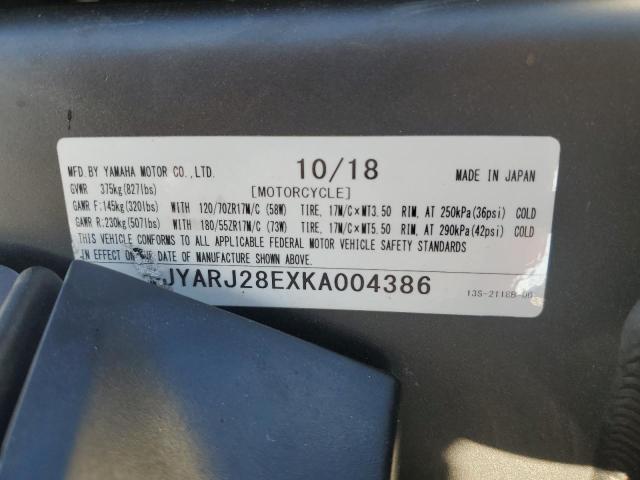 MFD.BY YAMAHA MOTOR CO.,LTD. 10/18 MADE IN JAPAN
GVWR 375kg(827lbs) [MOTORCYCLE]
GAWR F:145kg(320lbs) WITH 120/70ZR17M/C (58W) TIRE, 17M/C×MT3.50 RIM, AT 250kPa(36psi) COLD
GAWR R:230kg(507lbs) WITH 180/55ZR17M/C (73W) TIRE, 17M/C×MT5.50 RIM, AT 290kPa(42psi) COLD
THIS VEHICLE CONFORMS TO ALL APPLICABLE FEDERAL MOTOR VEHICLE SAFETY STANDARDS
IN EFFECT ON THE DATE OF MANUFACTURE SHOWN ABOVE.
JYARJ28EXKA004386 13S-2118B-D0